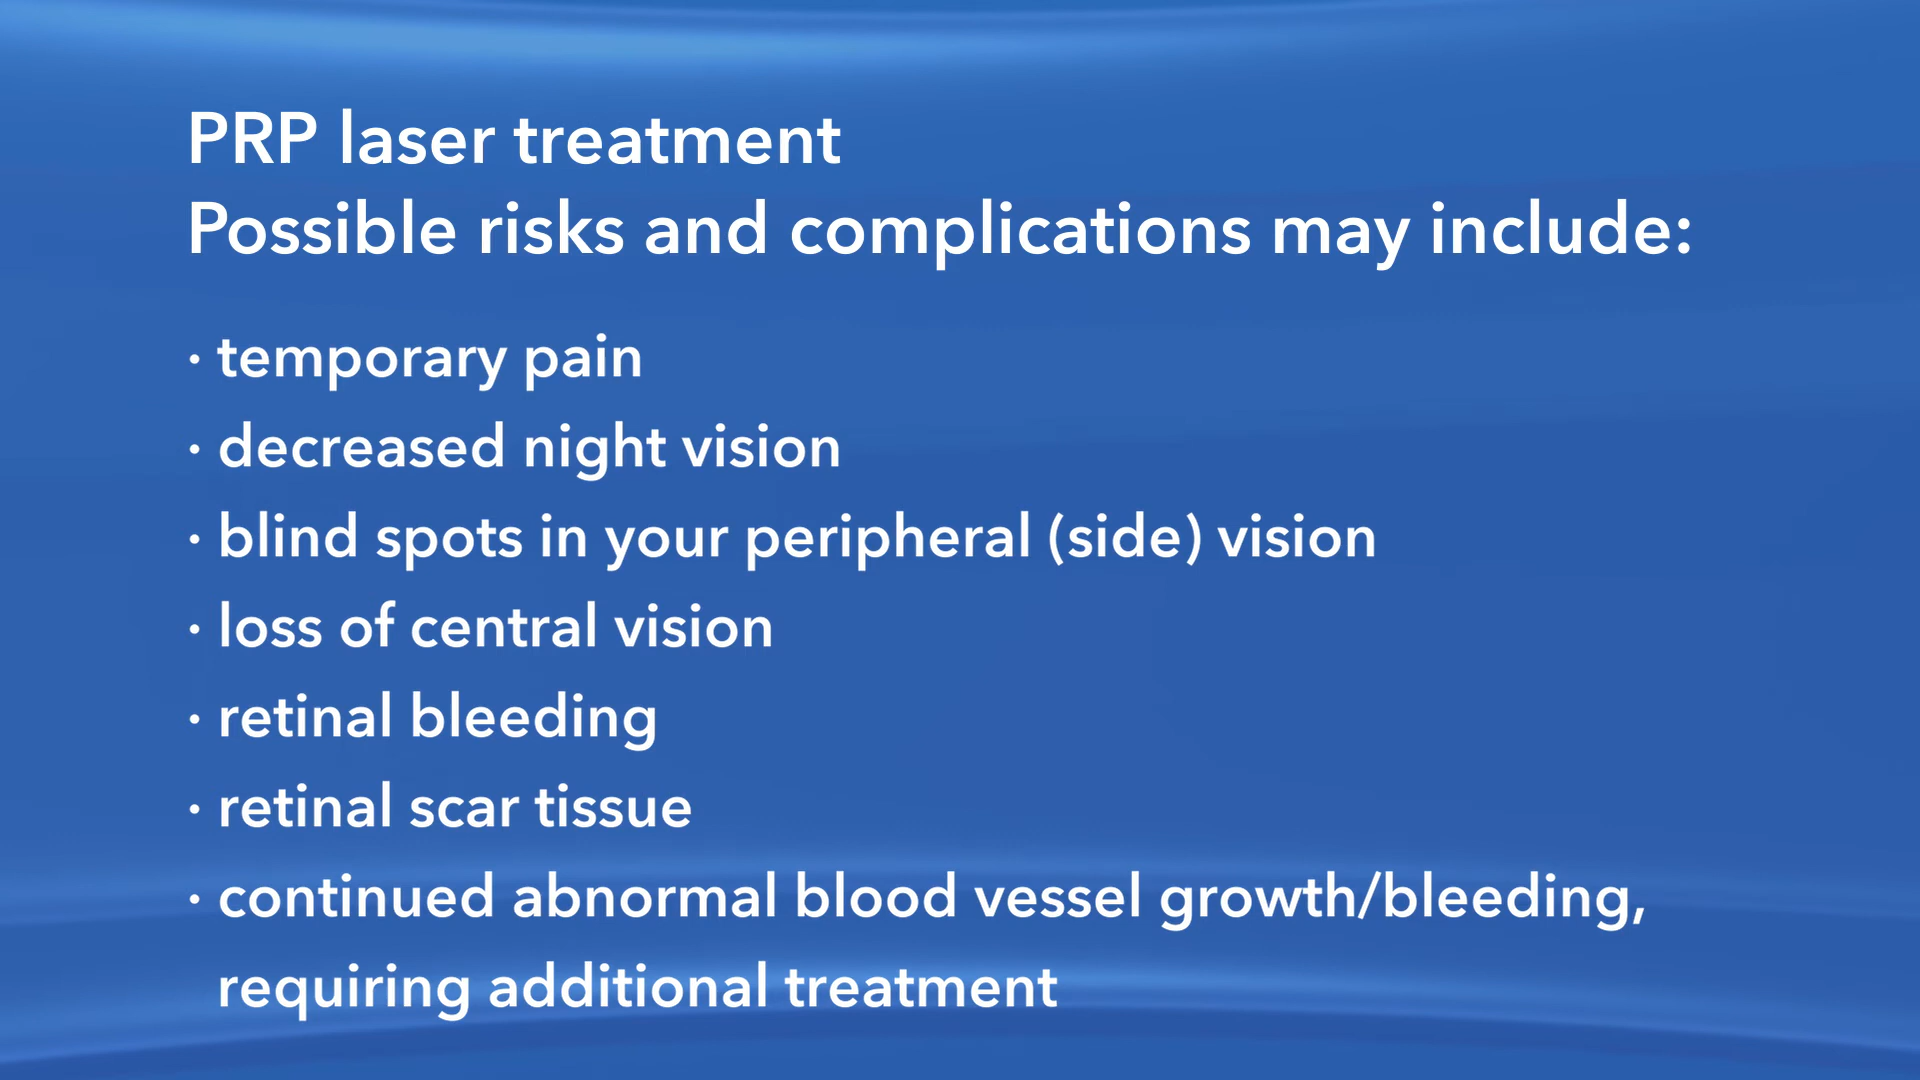 PRP laser treatment
Possible risks and complications may include:
· temporary pain
· decreased night vision
· blind spots in your peripheral (side) vision
· loss of central vision
· retinal bleeding
· retinal scar tissue
· continued abnormal blood vessel growth/bleeding,
requiring additional treatment